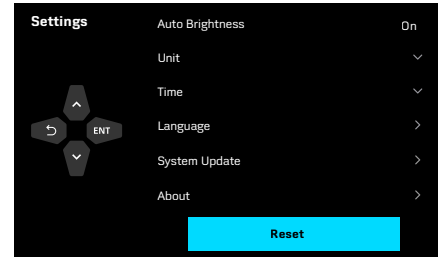 Settings
Auto Brightness On
Unit
Time
ENT
Language
System Update
About
Reset